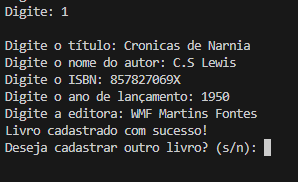 Digite: 1
Digite o título: Cronicas de Narnia
Digite o nome do autor: C.S Lewis
Digite o ISBN: 857827069X
Digite o ano de lançamento: 1950
Digite a editora: WMF Martins Fontes
Livro cadastrado com sucesso!
Deseja cadastrar outro livro? (s/n):